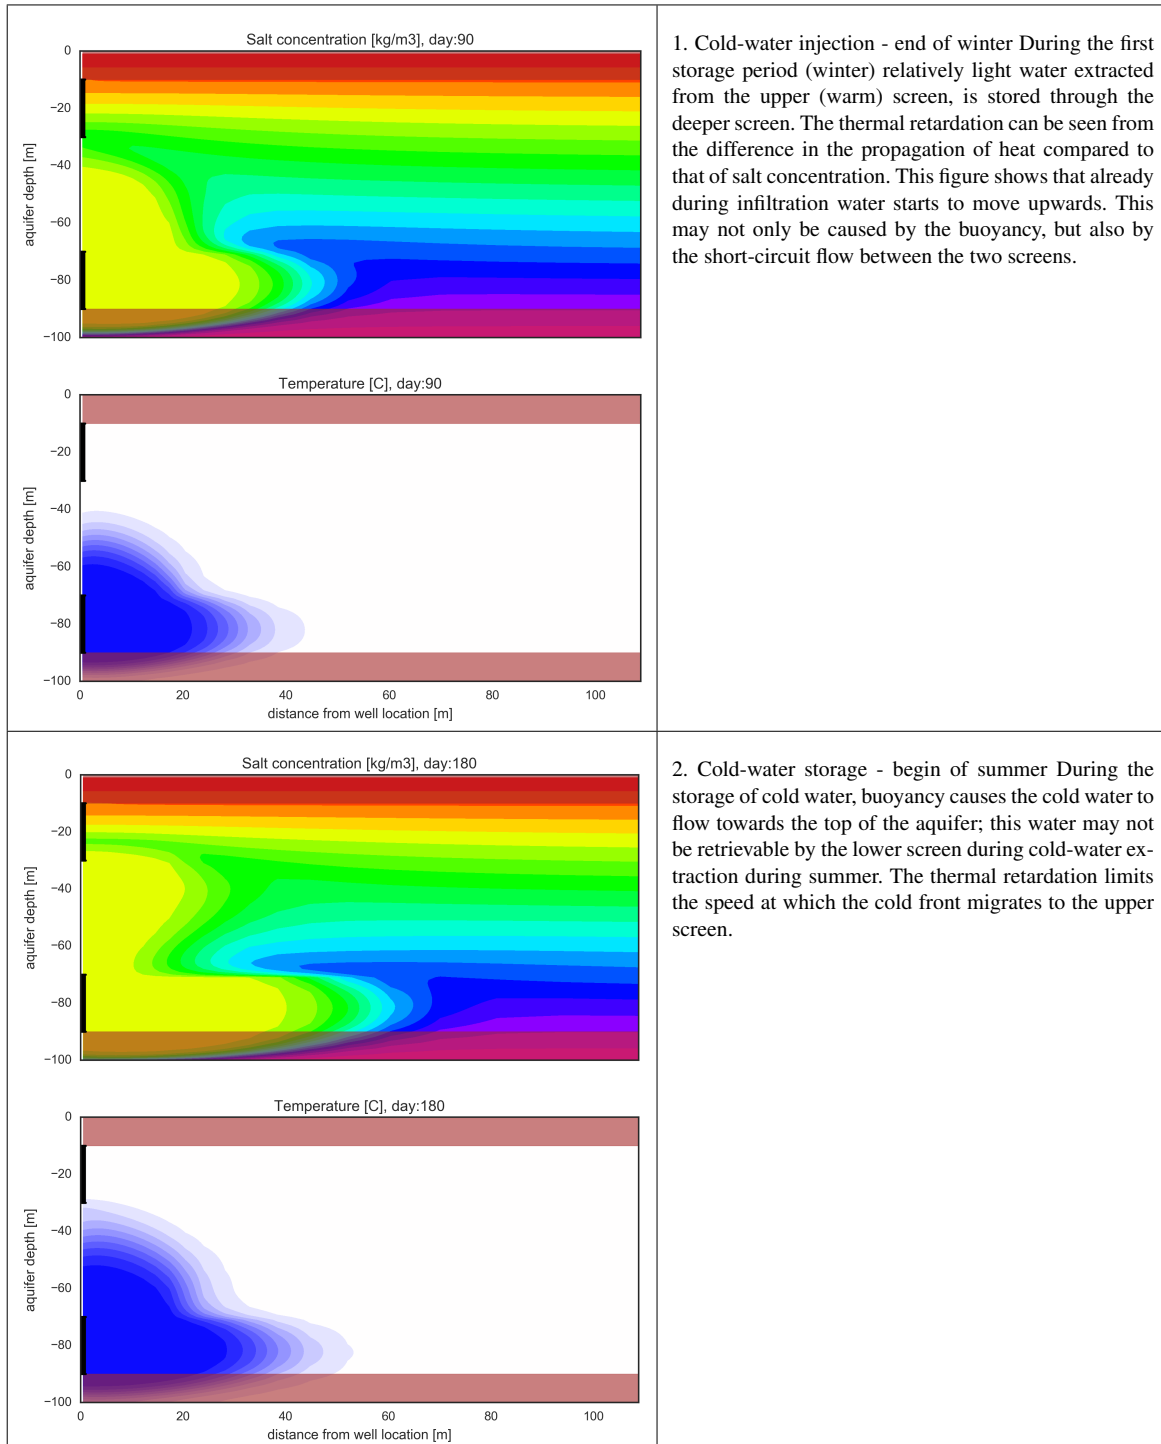 Salt concentration [kg/m3], day:90
0
−20
−40
−60
−80
−100
aquifer depth [m]
Temperature [C], day:90
0
−20
−40
−60
−80
−100
aquifer depth [m]
0 20 40 60 80 100
distance from well location [m]
1. Cold-water injection - end of winter During the first
storage period (winter) relatively light water extracted
from the upper (warm) screen, is stored through the
deeper screen. The thermal retardation can be seen from
the difference in the propagation of heat compared to
that of salt concentration. This figure shows that already
during infiltration water starts to move upwards. This
may not only be caused by the buoyancy, but also by
the short-circuit flow between the two screens.
Salt concentration [kg/m3], day:180
0
−20
−40
−60
−80
−100
aquifer depth [m]
Temperature [C], day:180
0
−20
−40
−60
−80
−100
aquifer depth [m]
0 20 40 60 80 100
distance from well location [m]
2. Cold-water storage - begin of summer During the
storage of cold water, buoyancy causes the cold water to
flow towards the top of the aquifer; this water may not
be retrievable by the lower screen during cold-water ex-
traction during summer. The thermal retardation limits
the speed at which the cold front migrates to the upper
screen.